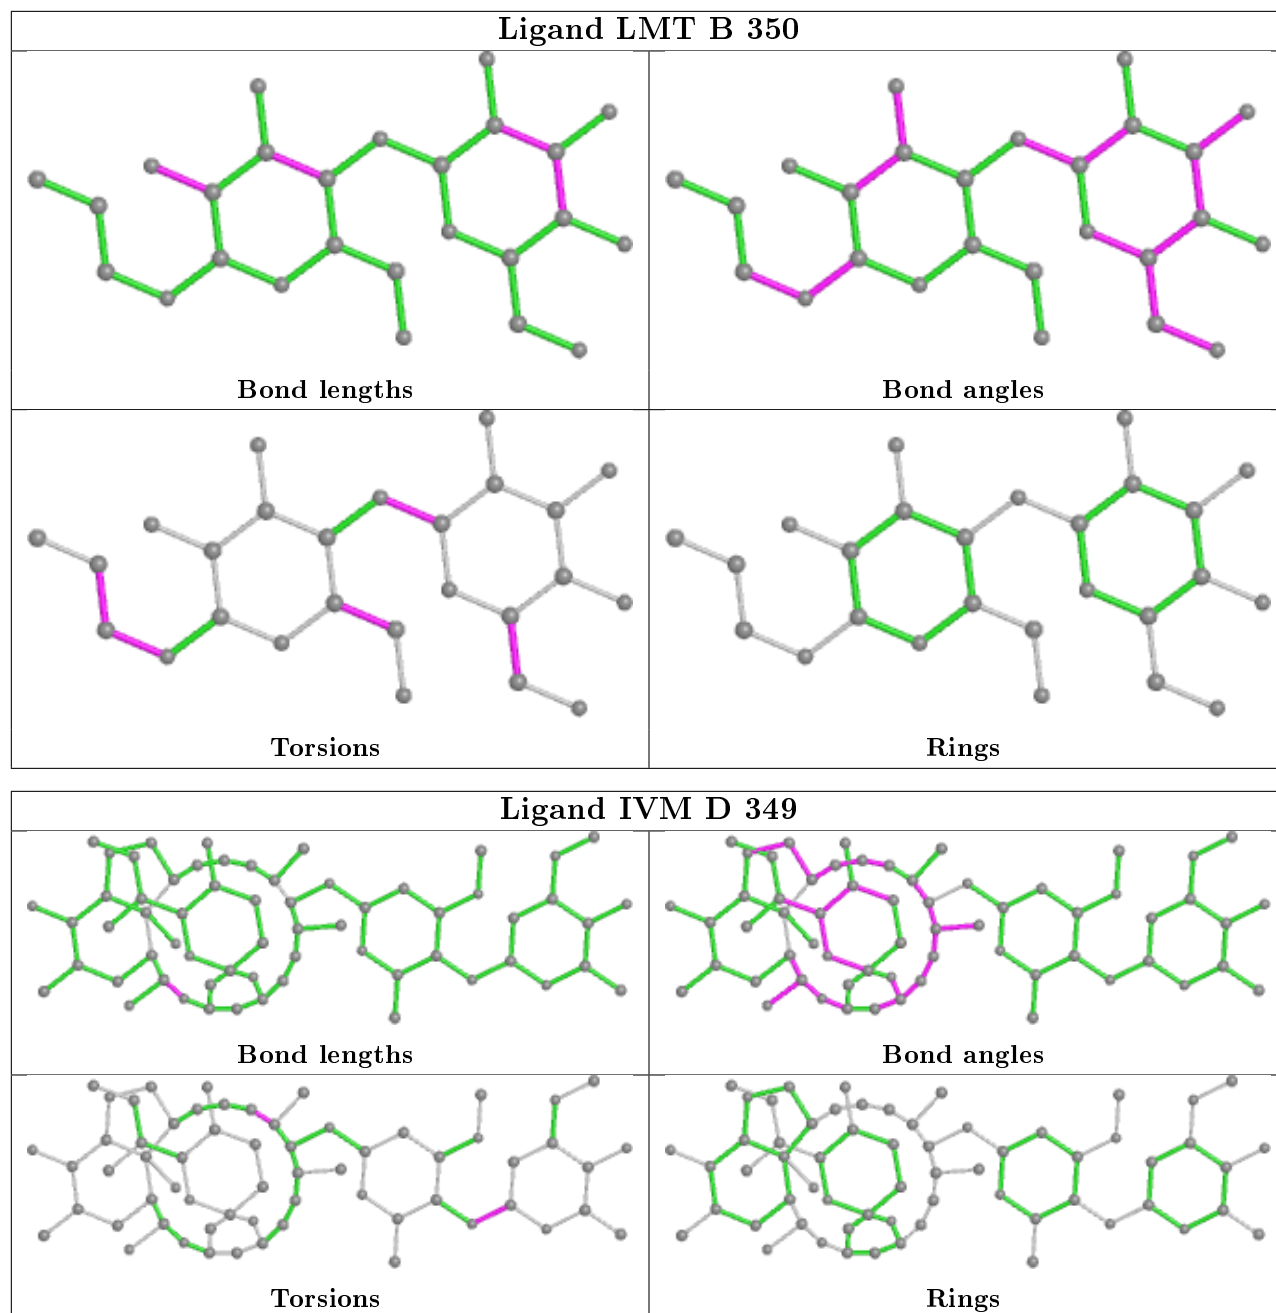 Ligand LMT B 350
Bond lengths
Bond angles
Torsions
Rings
Ligand IVM D 349
Bond lengths
Bond angles
Torsions
Rings